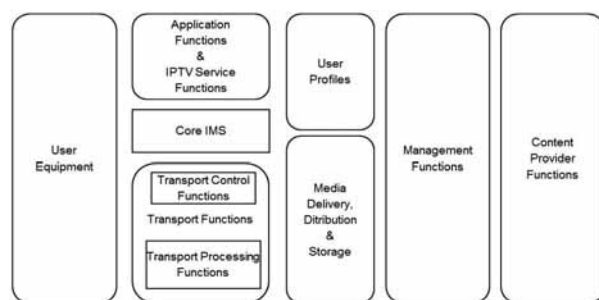 User
Equipment
Application
Functions
&
IPTV Service
Functions
Core IMS
Transport Control
Functions
Transport Functions
Transport Processing
Functions
User
Profiles
Media
Delivery,
Ditribution
&
Storage
Management
Functions
Content
Provider
Functions